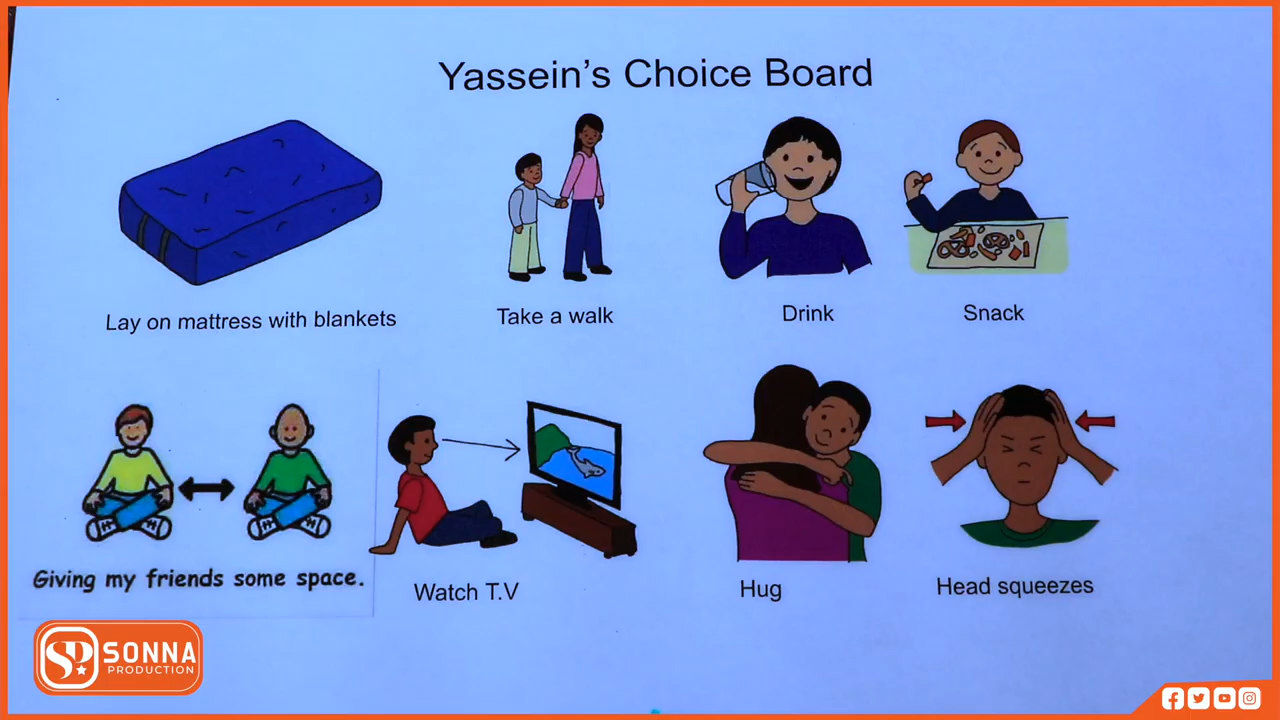 Yassein's Choice Board
Lay on mattress with blankets
Take a walk
Drink
Snack
Giving my friends some space.
Watch T.V
Hug
Head squeezes
SP SONNA
PRODUCTION